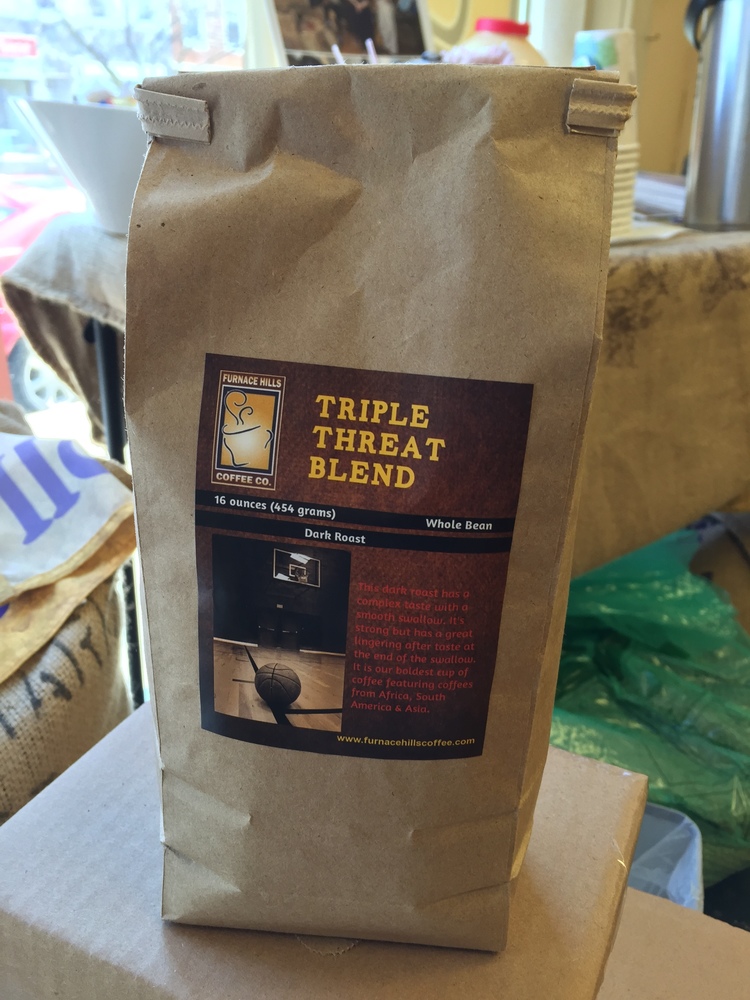 FURNACE HILLS
COFFEE CO.
TRIPLE
THREAT
BLEND
16 ounces (454 grams)
Whole Bean
Dark Roast
This dark roast has a
complex taste with a
smooth swallow. It's
strong but has a great
lingering after taste at
the end of the swallow.
It is our boldest cup of
coffee featuring coffees
from Africa, South
America & Asia.
www.furnacehillscoffee.com